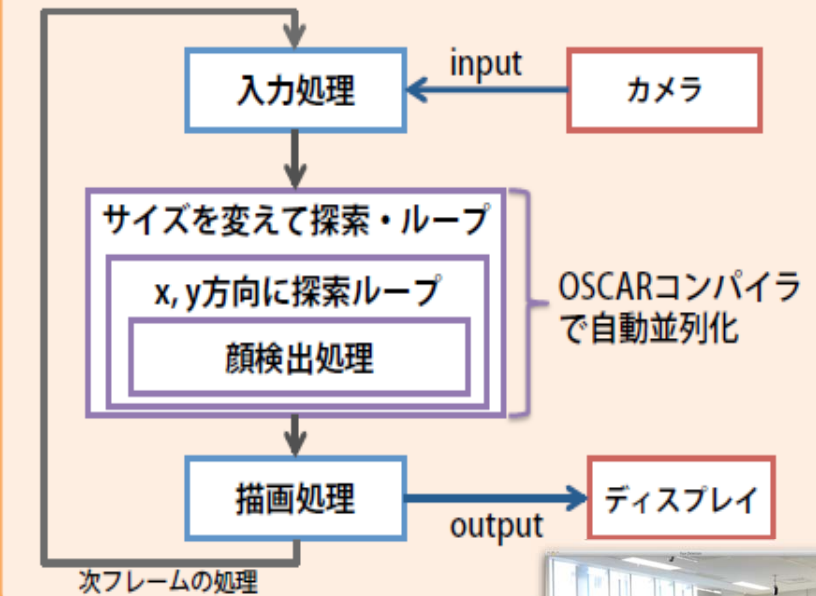 入力処理
input
カメラ
サイズを変えて探索・ループ
x, y方向に探索ループ
顔検出処理
OSCARコンパイラ
で自動並列化
描画処理
output
ディスプレイ
次フレームの処理